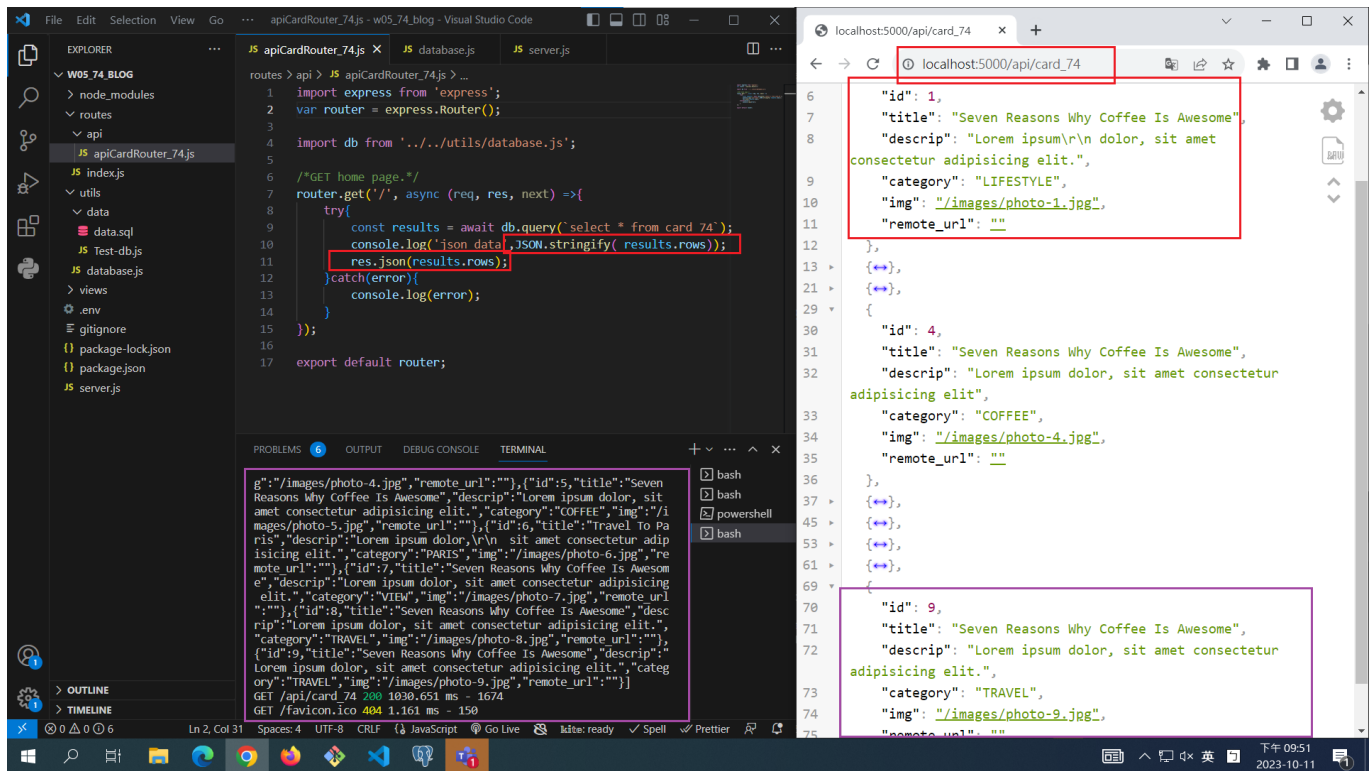 File Edit Selection View Go ··· apiCardRouter_74.js - w05_74_blog - Visual Studio Code
EXPLORER ···
W05_74_BLOG
node_modules
routes
api
JS apiCardRouter_74.js
JS index.js
utils
data
data.sql
JS Test-db.js
JS database.js
views
.env
gitignore
{} package-lock.json
{} package.json
JS server.js
OUTLINE
TIMELINE
JS apiCardRouter_74.js JS database.js JS server.js
routes > api > JS apiCardRouter_74.js > ...
1 import express from 'express';
2 var router = express.Router();
3
4 import db from '../../utils/database.js';
5
6 /*GET home page.*/
7 router.get('/', async (req, res, next) =>{
8 try{
9 const results = await db.query(`select * from card_74`);
10 console.log('json data',JSON.stringify( results.rows));
11 res.json(results.rows);
12 }catch(error){
13 console.log(error);
14 }
15 });
16
17 export default router;
PROBLEMS 6 OUTPUT DEBUG CONSOLE TERMINAL
g":"/images/photo-4.jpg","remote_url":""},{"id":5,"title":"Seven
Reasons Why Coffee Is Awesome","descrip":"Lorem ipsum dolor, sit
amet consectetur adipisicing elit.","category":"COFFEE","img":"/i
mages/photo-5.jpg","remote_url":""},{"id":6,"title":"Travel To Pa
ris","descrip":"Lorem ipsum dolor,\r\n  sit amet consectetur adip
isicing elit.","category":"PARIS","img":"/images/photo-6.jpg","re
mote_url":""},{"id":7,"title":"Seven Reasons Why Coffee Is Awesom
e","descrip":"Lorem ipsum dolor, sit amet consectetur adipisicing
 elit.","category":"VIEW","img":"/images/photo-7.jpg","remote_url
":""},{"id":8,"title":"Seven Reasons Why Coffee Is Awesome","desc
rip":"Lorem ipsum dolor, sit amet consectetur adipisicing elit.",
"category":"TRAVEL","img":"/images/photo-8.jpg","remote_url":""},
{"id":9,"title":"Seven Reasons Why Coffee Is Awesome","descrip":"
Lorem ipsum dolor, sit amet consectetur adipisicing elit.","categ
ory":"TRAVEL","img":"/images/photo-9.jpg","remote_url":""}]
GET /api/card_74 200 1030.651 ms - 1674
GET /favicon.ico 404 1.161 ms - 150
bash
bash
powershell
bash
1
1
0 0 0 6 Ln 2, Col 31 Spaces: 4 UTF-8 CRLF {} JavaScript Go Live kite: ready Spell Prettier
localhost:5000/api/card_74
localhost:5000/api/card_74
RAW
6 "id": 1,
7 "title": "Seven Reasons Why Coffee Is Awesome",
8 "descrip": "Lorem ipsum\r\n dolor, sit amet
consectetur adipisicing elit.",
9 "category": "LIFESTYLE",
10 "img": "/images/photo-1.jpg",
11 "remote_url": ""
12 },
13 {↔},
21 {↔},
29 {
30 "id": 4,
31 "title": "Seven Reasons Why Coffee Is Awesome",
32 "descrip": "Lorem ipsum dolor, sit amet consectetur
adipisicing elit",
33 "category": "COFFEE",
34 "img": "/images/photo-4.jpg",
35 "remote_url": ""
36 },
37 {↔},
45 {↔},
53 {↔},
61 {↔},
69 {
70 "id": 9,
71 "title": "Seven Reasons Why Coffee Is Awesome",
72 "descrip": "Lorem ipsum dolor, sit amet consectetur
adipisicing elit.",
73 "category": "TRAVEL",
74 "img": "/images/photo-9.jpg",
75 "remote_url": ""
英 下午 09:51
2023-10-11
1